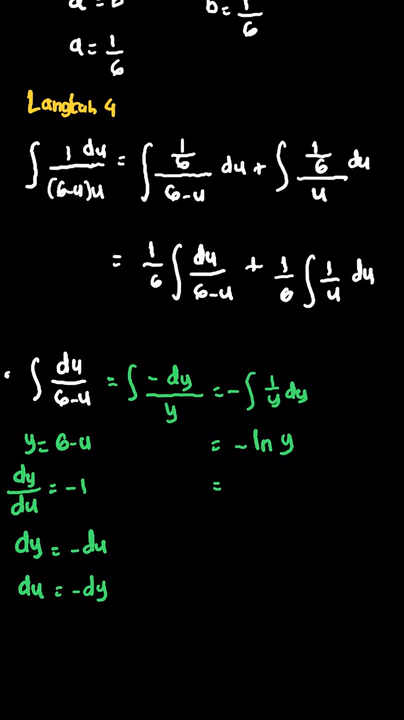 b = 1/6
a = 1/6
Langkah 4
∫ 1 du/((6-u)u) = ∫ (1/6)/(6-u) du + ∫ (1/6)/u du
= 1/6 ∫ du/(6-u) + 1/6 ∫ 1/u du
• ∫ du/(6-u) = ∫ -dy/y = -∫ 1/y dy
y = 6-u = -ln y
dy/du = -1 =
dy = -du
du = -dy